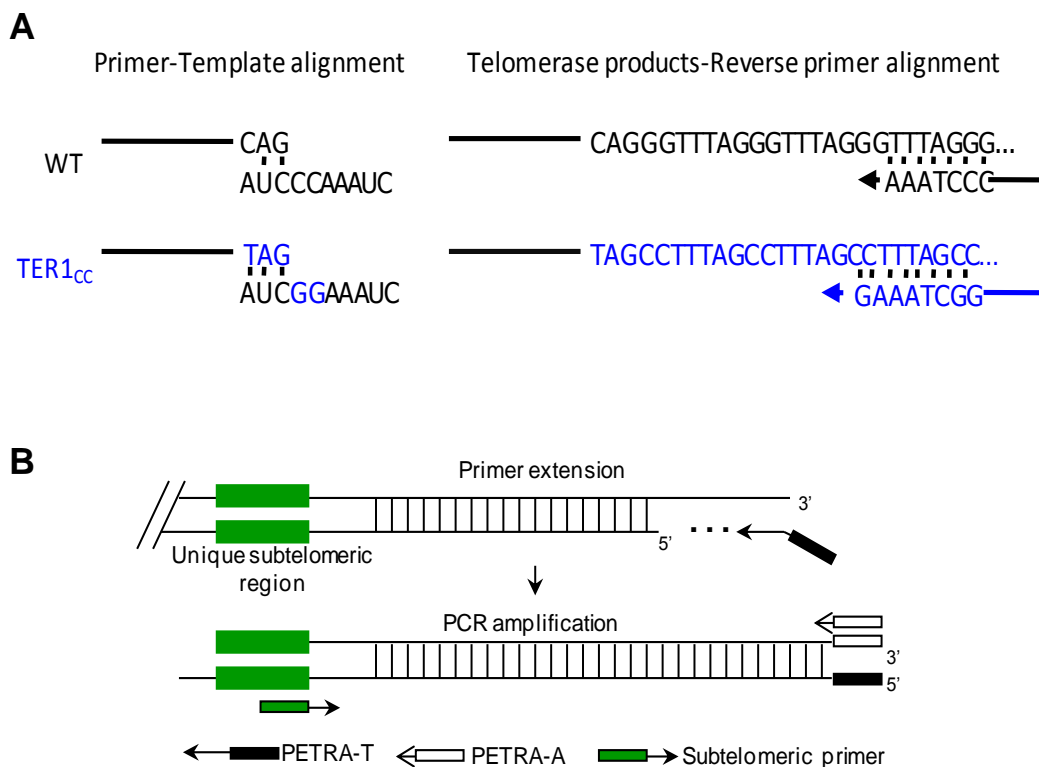 A
Primer-Template alignment
Telomerase products-Reverse primer alignment
WT
CAG
AUCCCAAAUC
CAGGGTTTAGGGTTTAGGGTTTAGGG...
AAATCCC
TER1CC
TAG
AUCGGAAAUC
TAGCCTTTAGCCTTTAGCCTTTAGCC...
GAAATCGG
B
Primer extension
3’
5’
...
Unique subtelomeric
region
PCR amplification
3’
5’
PETRA-T
PETRA-A
Subtelomeric primer